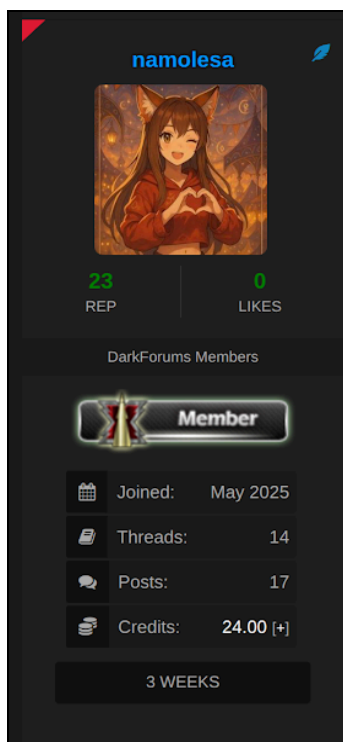 namolesa
23 0
REP LIKES
DarkForums Members
Member
Joined: May 2025
Threads: 14
Posts: 17
Credits: 24.00 [+]
3 WEEKS